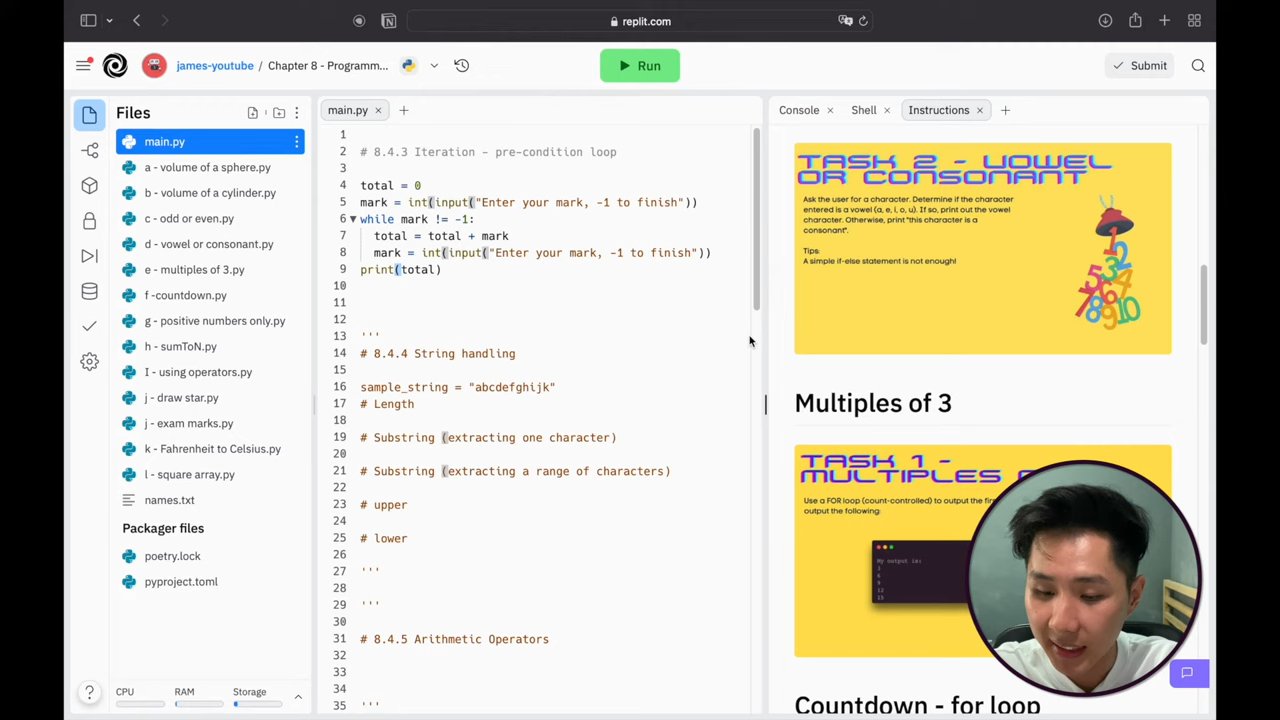 replit.com
james-youtube / Chapter 8 - Programm...
Run
Submit
Files
main.py
a - volume of a sphere.py
b - volume of a cylinder.py
c - odd or even.py
d - vowel or consonant.py
e - multiples of 3.py
f -countdown.py
g - positive numbers only.py
h - sumToN.py
I - using operators.py
j - draw star.py
j - exam marks.py
k - Fahrenheit to Celsius.py
l - square array.py
names.txt
Packager files
poetry.lock
pyproject.toml
CPU RAM Storage
main.py
1
2 # 8.4.3 Iteration - pre-condition loop
3
4 total = 0
5 mark = int(input("Enter your mark, -1 to finish"))
6 while mark != -1:
7 total = total + mark
8 mark = int(input("Enter your mark, -1 to finish"))
9 print(total)
10
11
12
13 '''
14 # 8.4.4 String handling
15
16 sample_string = "abcdefghijk"
17 # Length
18
19 # Substring (extracting one character)
20
21 # Substring (extracting a range of characters)
22
23 # upper
24
25 # lower
26
27 '''
28
29 '''
30
31 # 8.4.5 Arithmetic Operators
32
33
34
35 '''
Console Shell Instructions
TASK 2 - VOWEL
OR CONSONANT
Ask the user for a character. Determine if the character
entered is a vowel (a, e, i, o, u). If so, print out the vowel
character. Otherwise, print "this character is a
consonant".
Tips:
A simple if-else statement is not enough!
Multiples of 3
TASK 1 -
MULTIPLES
Use a FOR loop (count-controlled) to output the
output the following:
My output is:
3
6
9
12
15
Countdown - for loop